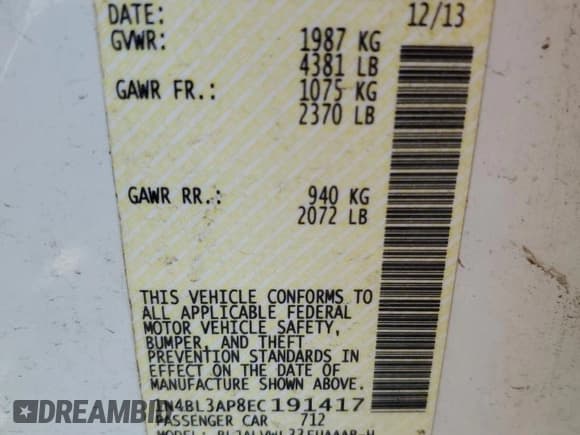 DATE: 12/13
GVWR: 1987 KG
4381 LB
GAWR FR.: 1075 KG
2370 LB
GAWR RR.: 940 KG
2072 LB
THIS VEHICLE CONFORMS TO
ALL APPLICABLE FEDERAL
MOTOR VEHICLE SAFETY,
BUMPER, AND THEFT
PREVENTION STANDARDS IN
EFFECT ON THE DATE OF
MANUFACTURE SHOWN ABOVE.
1N4BL3AP8EC191417
PASSENGER CAR 712
DREAMBID